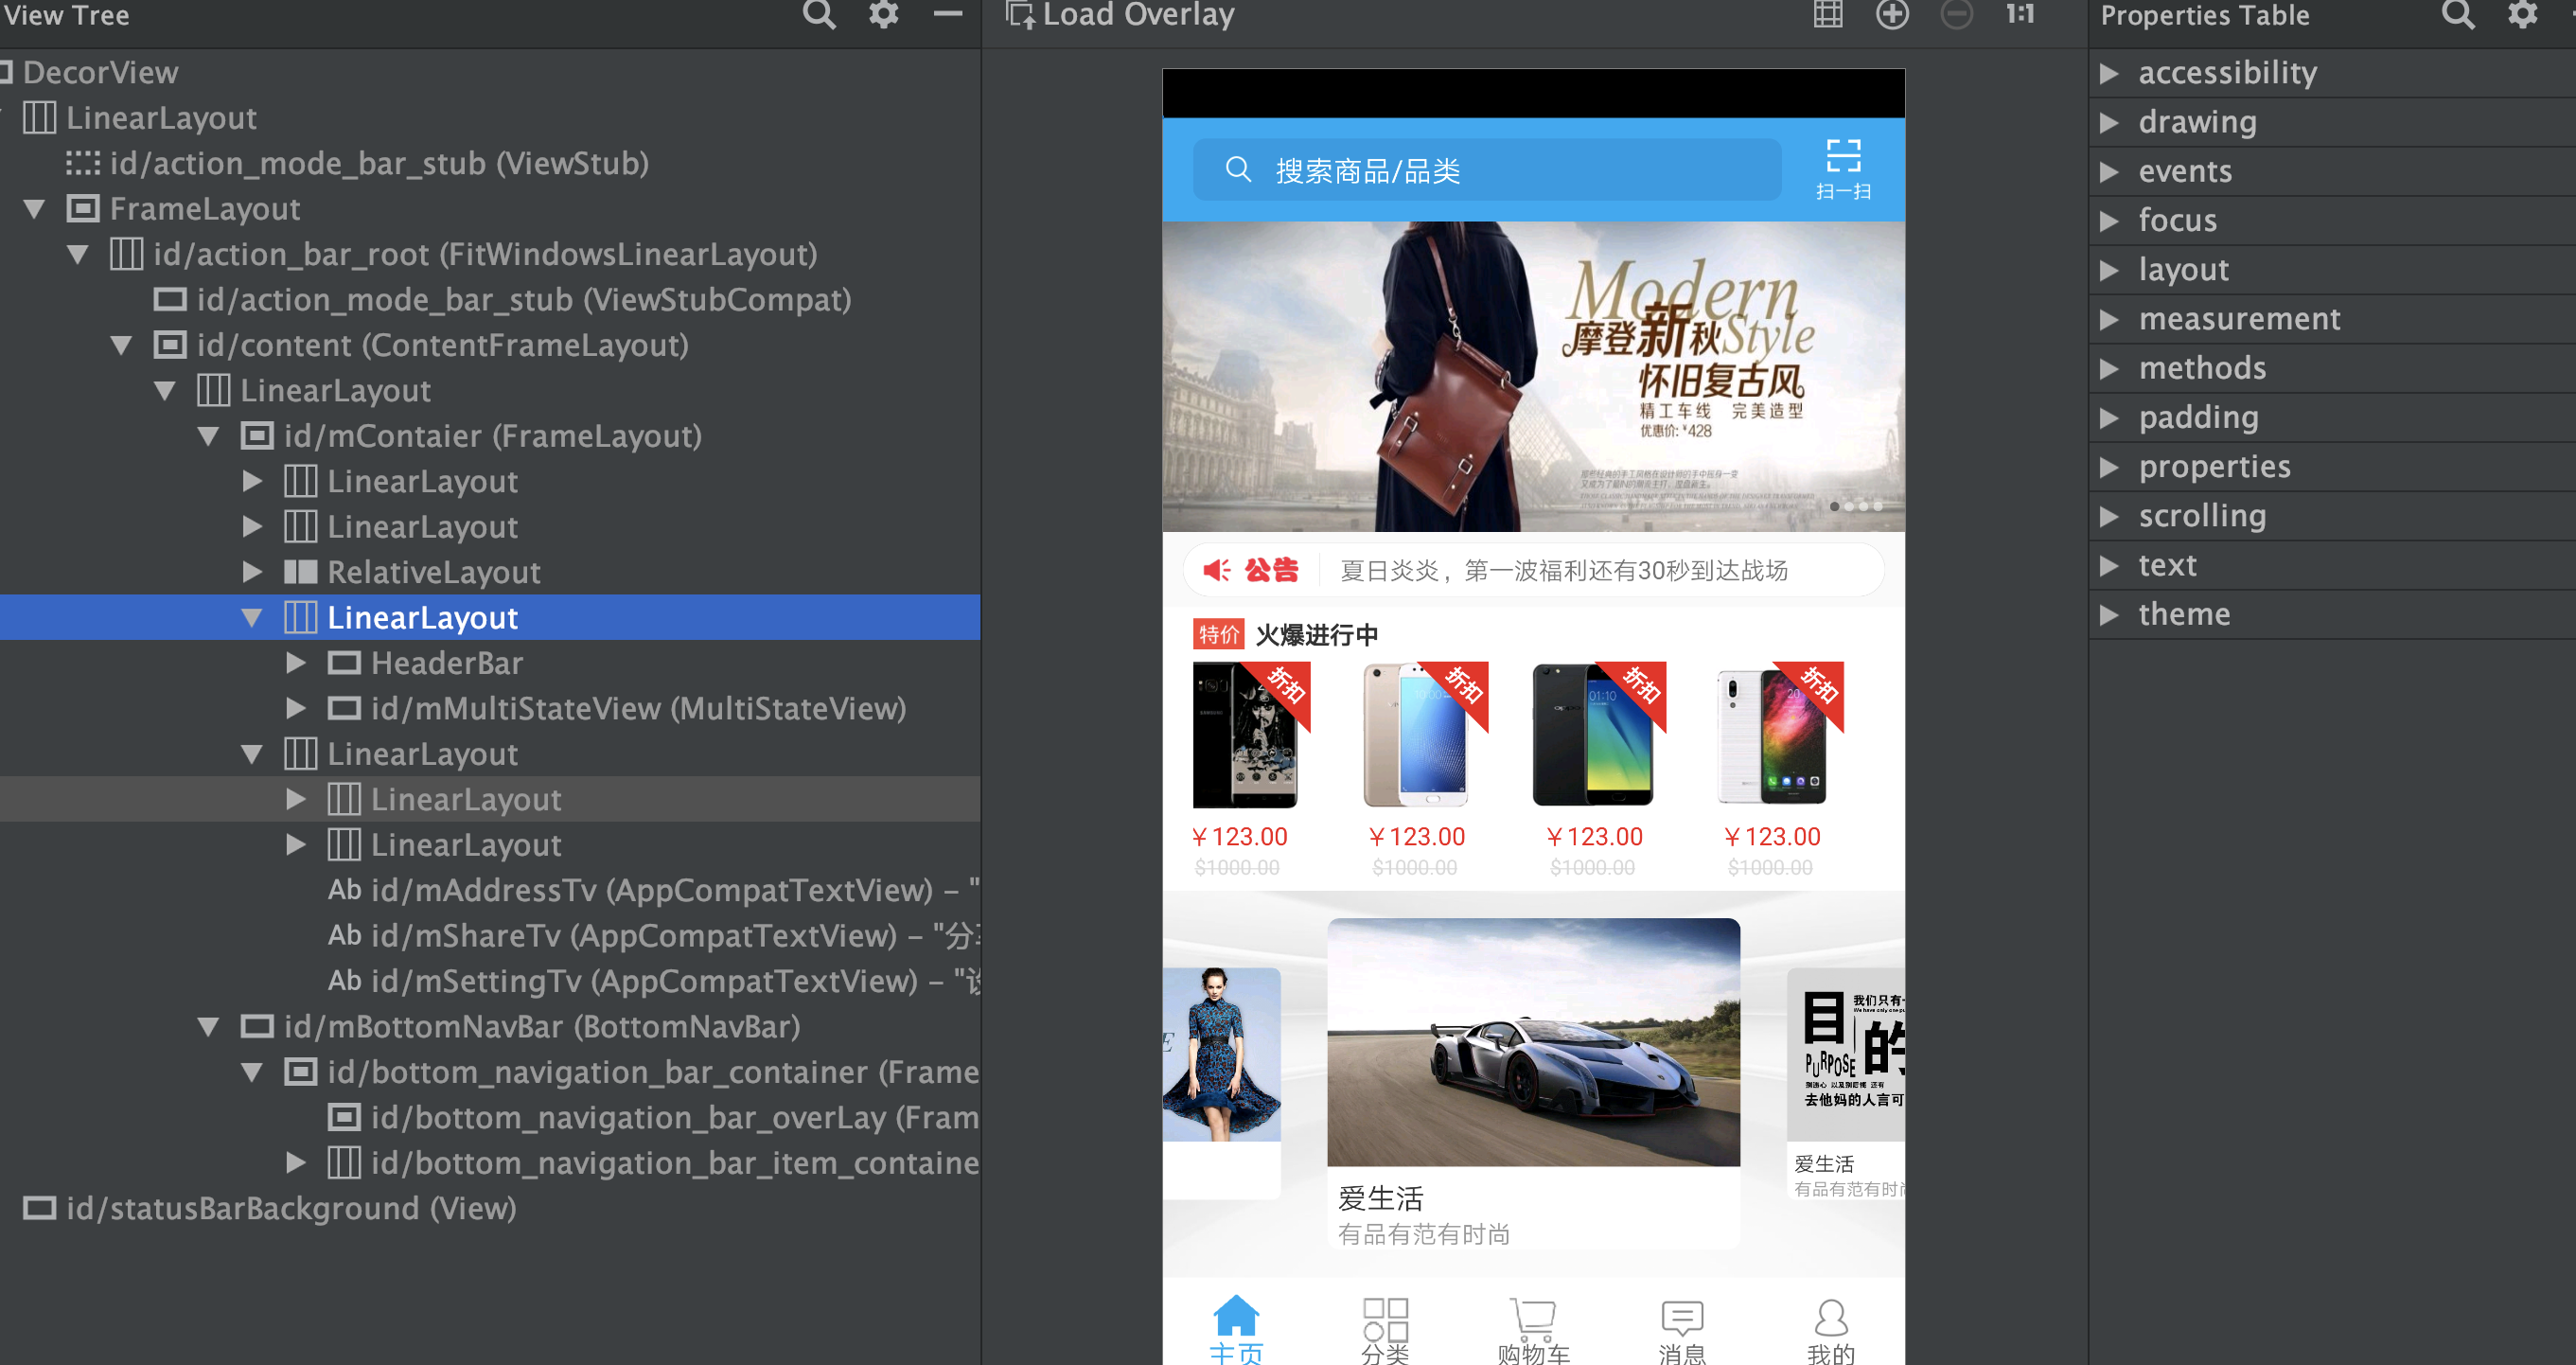 View Tree
DecorView
LinearLayout
id/action_mode_bar_stub (ViewStub)
FrameLayout
id/action_bar_root (FitWindowsLinearLayout)
id/action_mode_bar_stub (ViewStubCompat)
id/content (ContentFrameLayout)
LinearLayout
id/mContaier (FrameLayout)
LinearLayout
LinearLayout
RelativeLayout
LinearLayout
HeaderBar
id/mMultiStateView (MultiStateView)
LinearLayout
LinearLayout
LinearLayout
Ab id/mAddressTv (AppCompatTextView) – "
Ab id/mShareTv (AppCompatTextView) – "分
Ab id/mSettingTv (AppCompatTextView) – "
id/mBottomNavBar (BottomNavBar)
id/bottom_navigation_bar_container (Frame
id/bottom_navigation_bar_overLay (Fram
id/bottom_navigation_bar_item_containe
id/statusBarBackground (View)
Load Overlay
1:1
搜索商品/品类
扫一扫
Modern
摩登新秋Style
怀旧复古风
精工车线 完美造型
优惠价:¥428
公告
夏日炎炎，第一波福利还有30秒到达战场
特价 火爆进行中
折扣 折扣 折扣 折扣
￥123.00 ￥123.00 ￥123.00 ￥123.00
$1000.00 $1000.00 $1000.00 $1000.00
爱生活
有品有范有时尚
目的
我们只有一
PURPOSE
去他妈的人言可
爱生活
有品有范有时尚
主页 分类 购物车 消息 我的
Properties Table
accessibility
drawing
events
focus
layout
measurement
methods
padding
properties
scrolling
text
theme